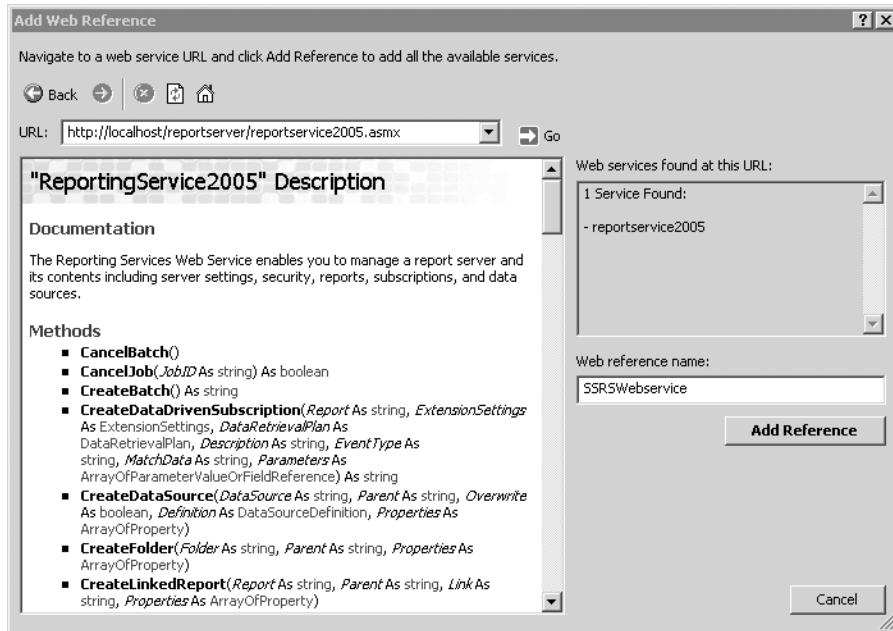 Add Web Reference
Navigate to a web service URL and click Add Reference to add all the available services.
Back
URL: http://localhost/reportserver/reportservice2005.asmx Go
"ReportingService2005" Description
Documentation
The Reporting Services Web Service enables you to manage a report server and
its contents including server settings, security, reports, subscriptions, and data
sources.
Methods
CancelBatch()
CancelJob(JobID As string) As boolean
CreateBatch() As string
CreateDataDrivenSubscription(Report As string, ExtensionSettings
As ExtensionSettings, DataRetrievalPlan As
DataRetrievalPlan, Description As string, EventType As
string, MatchData As string, Parameters As
ArrayOfParameterValueOrFieldReference) As string
CreateDataSource(DataSource As string, Parent As string, Overwrite
As boolean, Definition As DataSourceDefinition, Properties As
ArrayOfProperty)
CreateFolder(Folder As string, Parent As string, Properties As
ArrayOfProperty)
CreateLinkedReport(Report As string, Parent As string, Link As
string, Properties As ArrayOfProperty)
Web services found at this URL:
1 Service Found:
- reportservice2005
Web reference name:
SSRSWebservice
Add Reference
Cancel